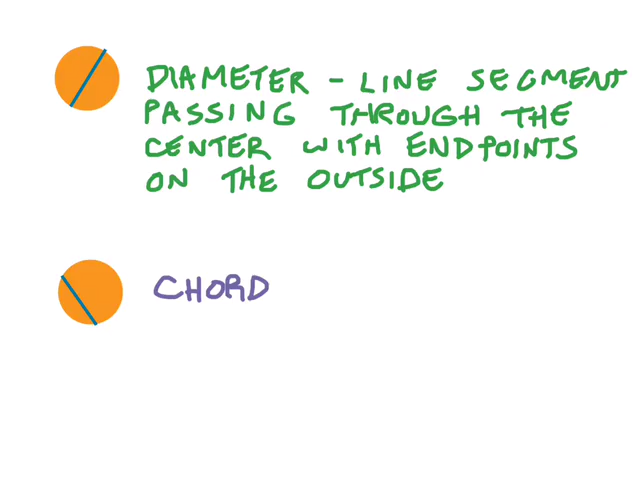 DIAMETER - LINE SEGMENT
PASSING THROUGH THE
CENTER WITH ENDPOINTS
ON THE OUTSIDE
CHORD